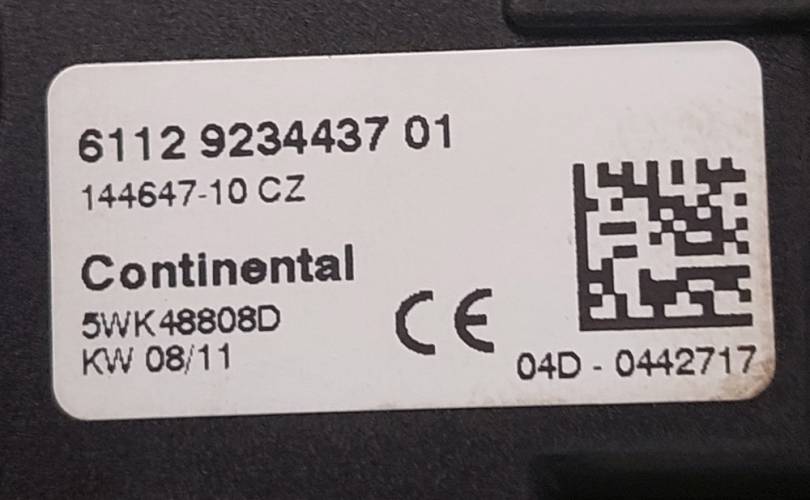 6112 9234437 01
144647-10 CZ
Continental
5WK48808D
KW 08/11
CE
04D - 0442717